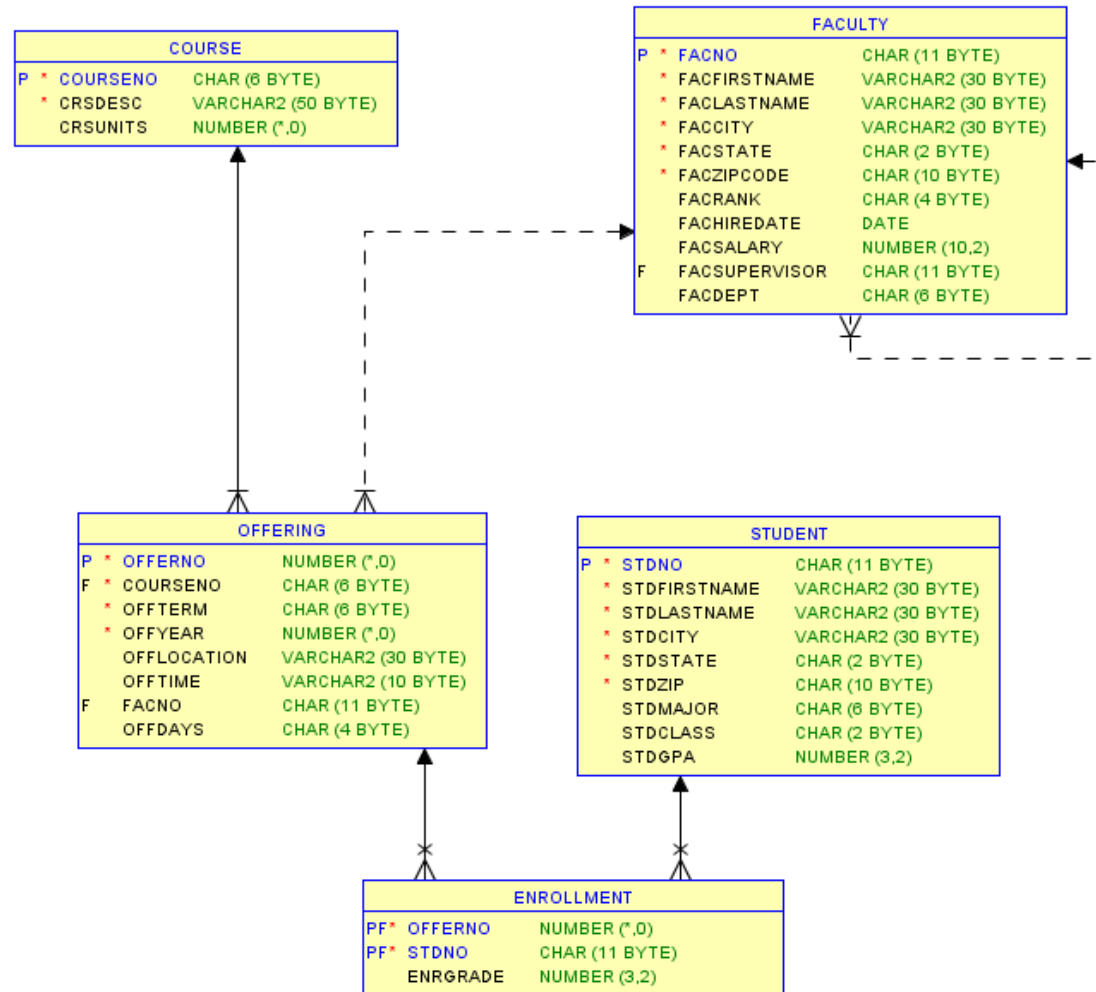 COURSE
P * COURSENO CHAR (6 BYTE)
* CRSDESC VARCHAR2 (50 BYTE)
CRSUNITS NUMBER (*,0)
FACULTY
P * FACNO CHAR (11 BYTE)
* FACFIRSTNAME VARCHAR2 (30 BYTE)
* FACLASTNAME VARCHAR2 (30 BYTE)
* FACCITY VARCHAR2 (30 BYTE)
* FACSTATE CHAR (2 BYTE)
* FACZIPCODE CHAR (10 BYTE)
FACRANK CHAR (4 BYTE)
FACHIREDATE DATE
FACSALARY NUMBER (10,2)
F FACSUPERVISOR CHAR (11 BYTE)
FACDEPT CHAR (6 BYTE)
OFFERING
P * OFFERNO NUMBER (*,0)
F * COURSENO CHAR (6 BYTE)
* OFFTERM CHAR (6 BYTE)
* OFFYEAR NUMBER (*,0)
OFFLOCATION VARCHAR2 (30 BYTE)
OFFTIME VARCHAR2 (10 BYTE)
F FACNO CHAR (11 BYTE)
OFFDAYS CHAR (4 BYTE)
STUDENT
P * STDNO CHAR (11 BYTE)
* STDFIRSTNAME VARCHAR2 (30 BYTE)
* STDLASTNAME VARCHAR2 (30 BYTE)
* STDCITY VARCHAR2 (30 BYTE)
* STDSTATE CHAR (2 BYTE)
* STDZIP CHAR (10 BYTE)
STDMAJOR CHAR (6 BYTE)
STDCLASS CHAR (2 BYTE)
STDGPA NUMBER (3,2)
ENROLLMENT
PF* OFFERNO NUMBER (*,0)
PF* STDNO CHAR (11 BYTE)
ENRGRADE NUMBER (3,2)